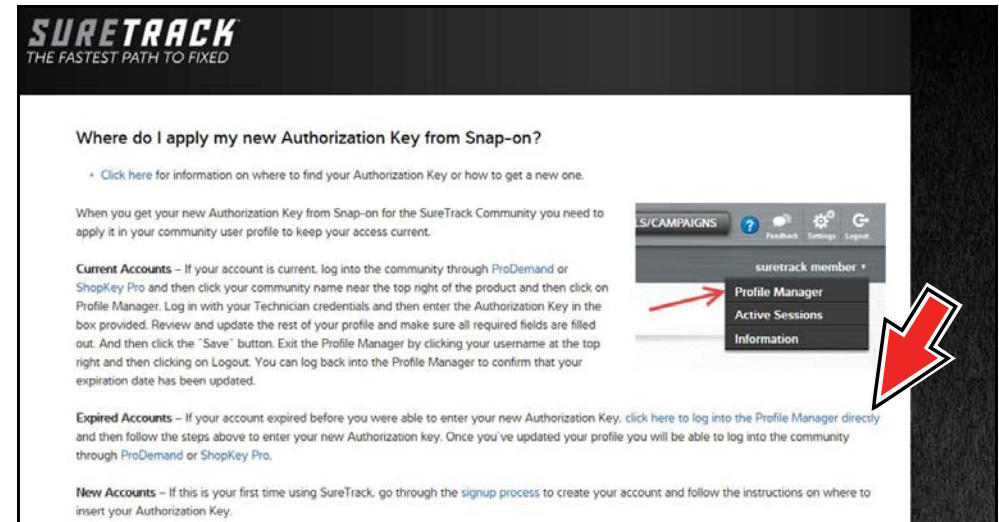 SURETRACK
THE FASTEST PATH TO FIXED
Where do I apply my new Authorization Key from Snap-on?
• Click here for information on where to find your Authorization Key or how to get a new one.
When you get your new Authorization Key from Snap-on for the SureTrack Community you need to
apply it in your community user profile to keep your access current.
Current Accounts – If your account is current, log into the community through ProDemand or
ShopKey Pro and then click your community name near the top right of the product and then click on
Profile Manager. Log in with your Technician credentials and then enter the Authorization Key in the
box provided. Review and update the rest of your profile and make sure all required fields are filled
out. And then click the "Save" button. Exit the Profile Manager by clicking your username at the top
right and then clicking on Logout. You can log back into the Profile Manager to confirm that your
expiration date has been updated.
LS/CAMPAIGNS ? Feedback Settings Logout
suretrack member
Profile Manager
Active Sessions
Information
Expired Accounts – If your account expired before you were able to enter your new Authorization Key, click here to log into the Profile Manager directly
and then follow the steps above to enter your new Authorization key. Once you've updated your profile you will be able to log into the community
through ProDemand or ShopKey Pro.
New Accounts – If this is your first time using SureTrack, go through the signup process to create your account and follow the instructions on where to
insert your Authorization Key.